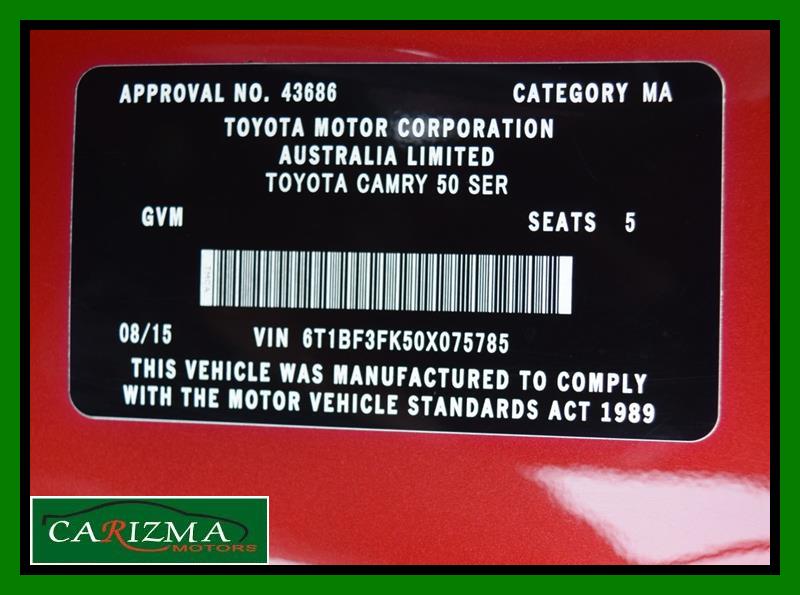 APPROVAL NO. 43686 CATEGORY MA
TOYOTA MOTOR CORPORATION
AUSTRALIA LIMITED
TOYOTA CAMRY 50 SER
GVM SEATS 5
TMCA
08/15 VIN 6T1BF3FK50X075785
THIS VEHICLE WAS MANUFACTURED TO COMPLY
WITH THE MOTOR VEHICLE STANDARDS ACT 1989
CARIZMA
MOTORS